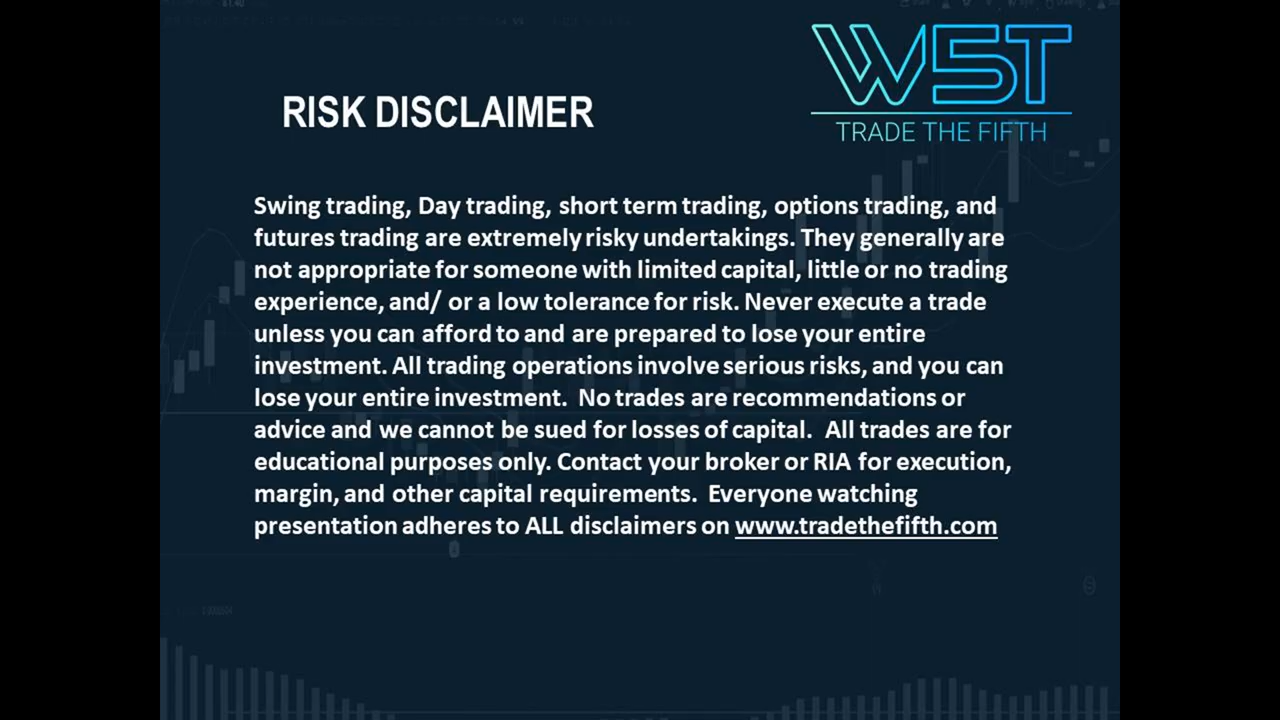 W5T
TRADE THE FIFTH
RISK DISCLAIMER
Swing trading, Day trading, short term trading, options trading, and
futures trading are extremely risky undertakings. They generally are
not appropriate for someone with limited capital, little or no trading
experience, and/ or a low tolerance for risk. Never execute a trade
unless you can afford to and are prepared to lose your entire
investment. All trading operations involve serious risks, and you can
lose your entire investment.  No trades are recommendations or
advice and we cannot be sued for losses of capital.  All trades are for
educational purposes only. Contact your broker or RIA for execution,
margin, and other capital requirements.  Everyone watching
presentation adheres to ALL disclaimers on www.tradethefifth.com